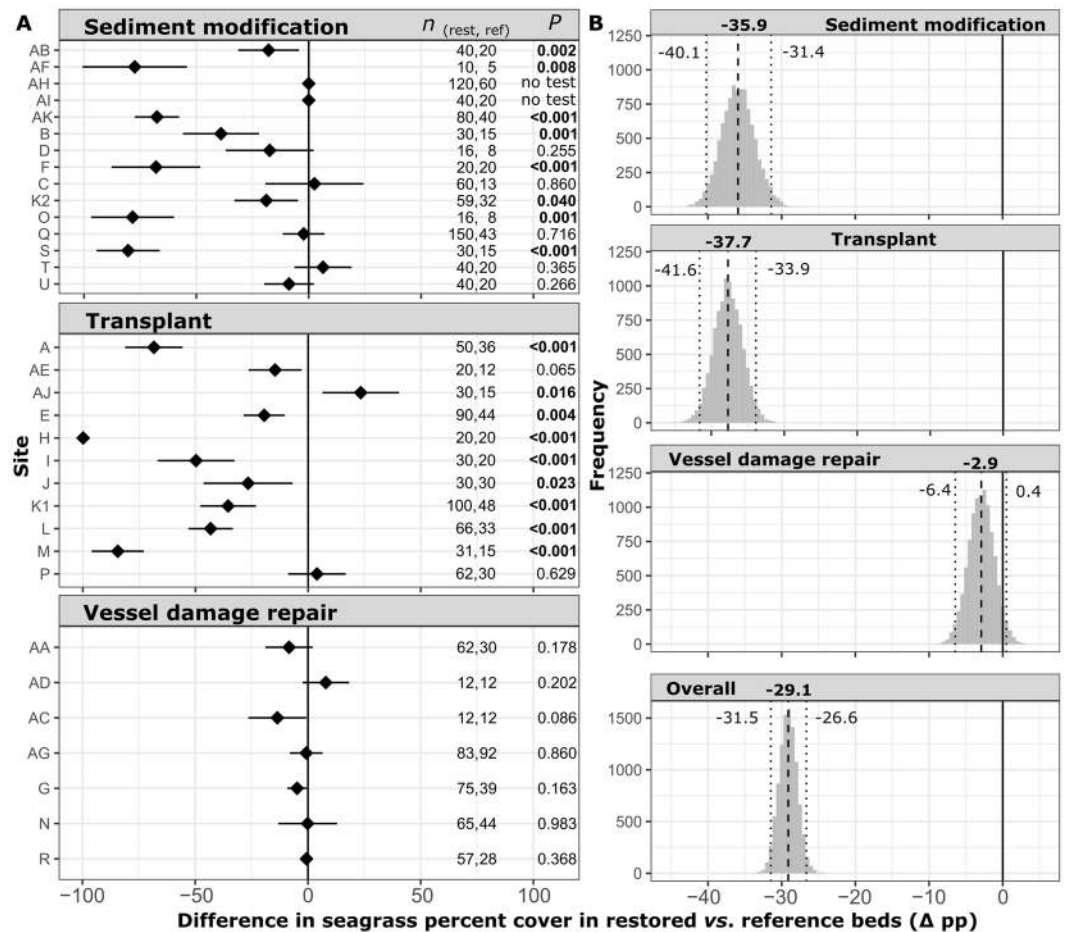 A
Sediment modification n (rest, ref) P
AB 40,20 0.002
AF 10, 5 0.008
AH 120,60 no test
AI 40,20 no test
AK 80,40 <0.001
B 30,15 0.001
D 16, 8 0.255
F 20,20 <0.001
C 60,13 0.860
K2 59,32 0.040
O 16, 8 0.001
Q 150,43 0.716
S 30,15 <0.001
T 40,20 0.365
U 40,20 0.266
Transplant
A 50,36 <0.001
AE 20,12 0.065
AJ 30,15 0.016
E 90,44 0.004
H 20,20 <0.001
I 30,20 <0.001
J 30,30 0.023
K1 100,48 <0.001
L 66,33 <0.001
M 31,15 <0.001
P 62,30 0.629
Vessel damage repair
AA 62,30 0.178
AD 12,12 0.202
AC 12,12 0.086
AG 83,92 0.860
G 75,39 0.163
N 65,44 0.983
R 57,28 0.368
−100 −50 0 50 100
Site
B
-35.9 Sediment modification
-40.1 -31.4
1250
1000
750
500
250
0
-37.7 Transplant
-41.6 -33.9
1250
1000
750
500
250
0
Vessel damage repair -2.9
-6.4 0.4
1250
1000
750
500
250
0
Overall -29.1
-31.5 -26.6
1500
1000
500
0
−40 −30 −20 −10 0
Frequency
Difference in seagrass percent cover in restored vs. reference beds (Δ pp)